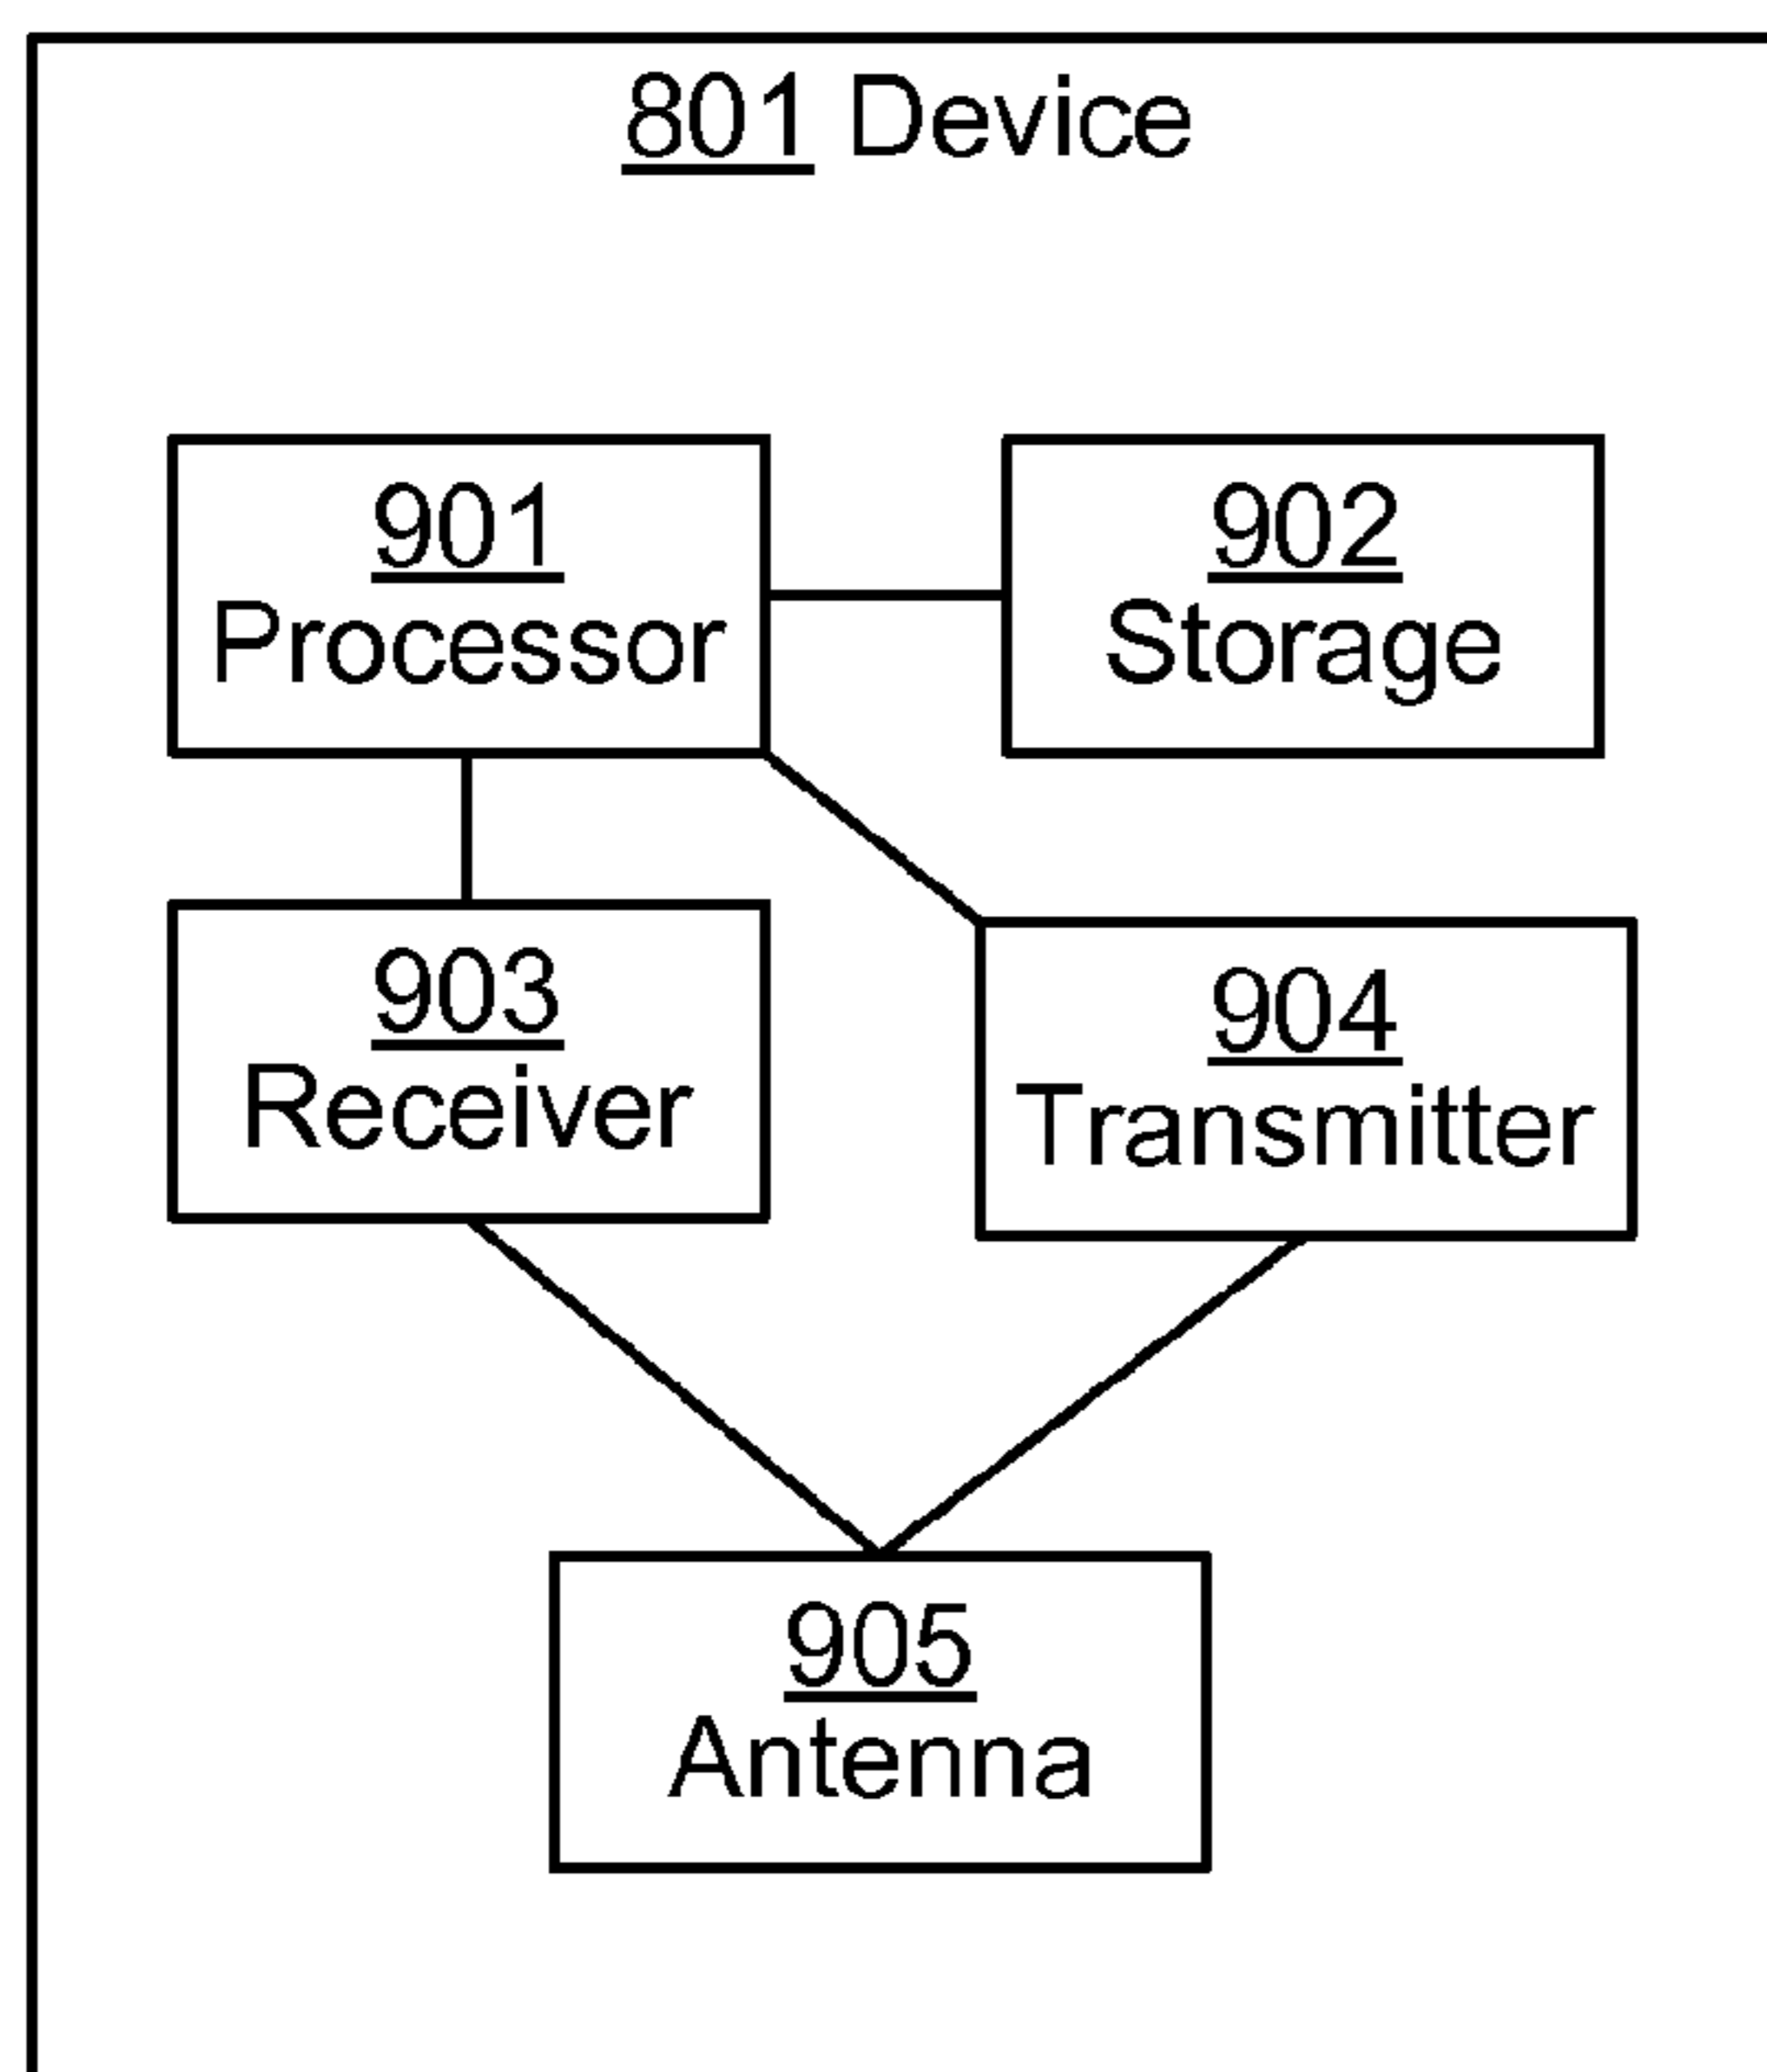 801 Device
901
Processor
902
Storage
903
Receiver
904
Transmitter
905
Antenna